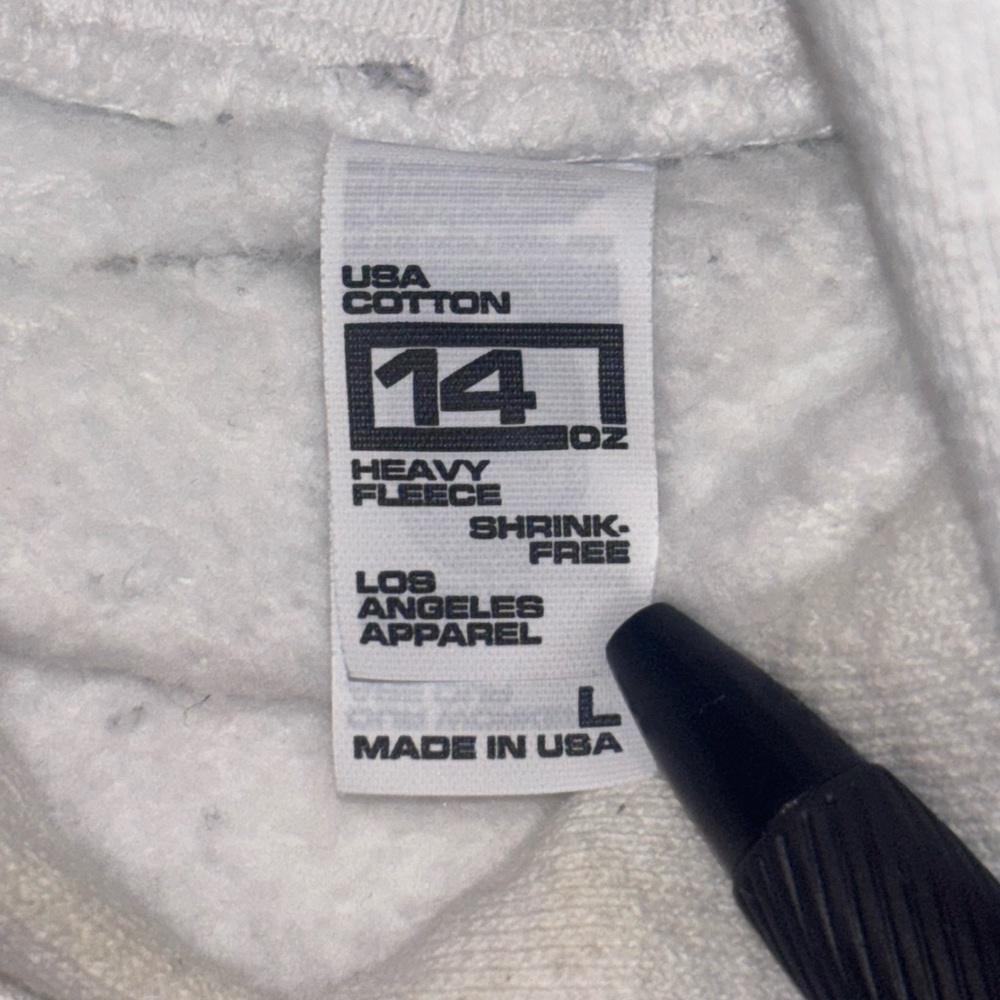 USA
COTTON
14
OZ
HEAVY
FLEECE
SHRINK-
FREE
LOS
ANGELES
APPAREL
L
MADE IN USA